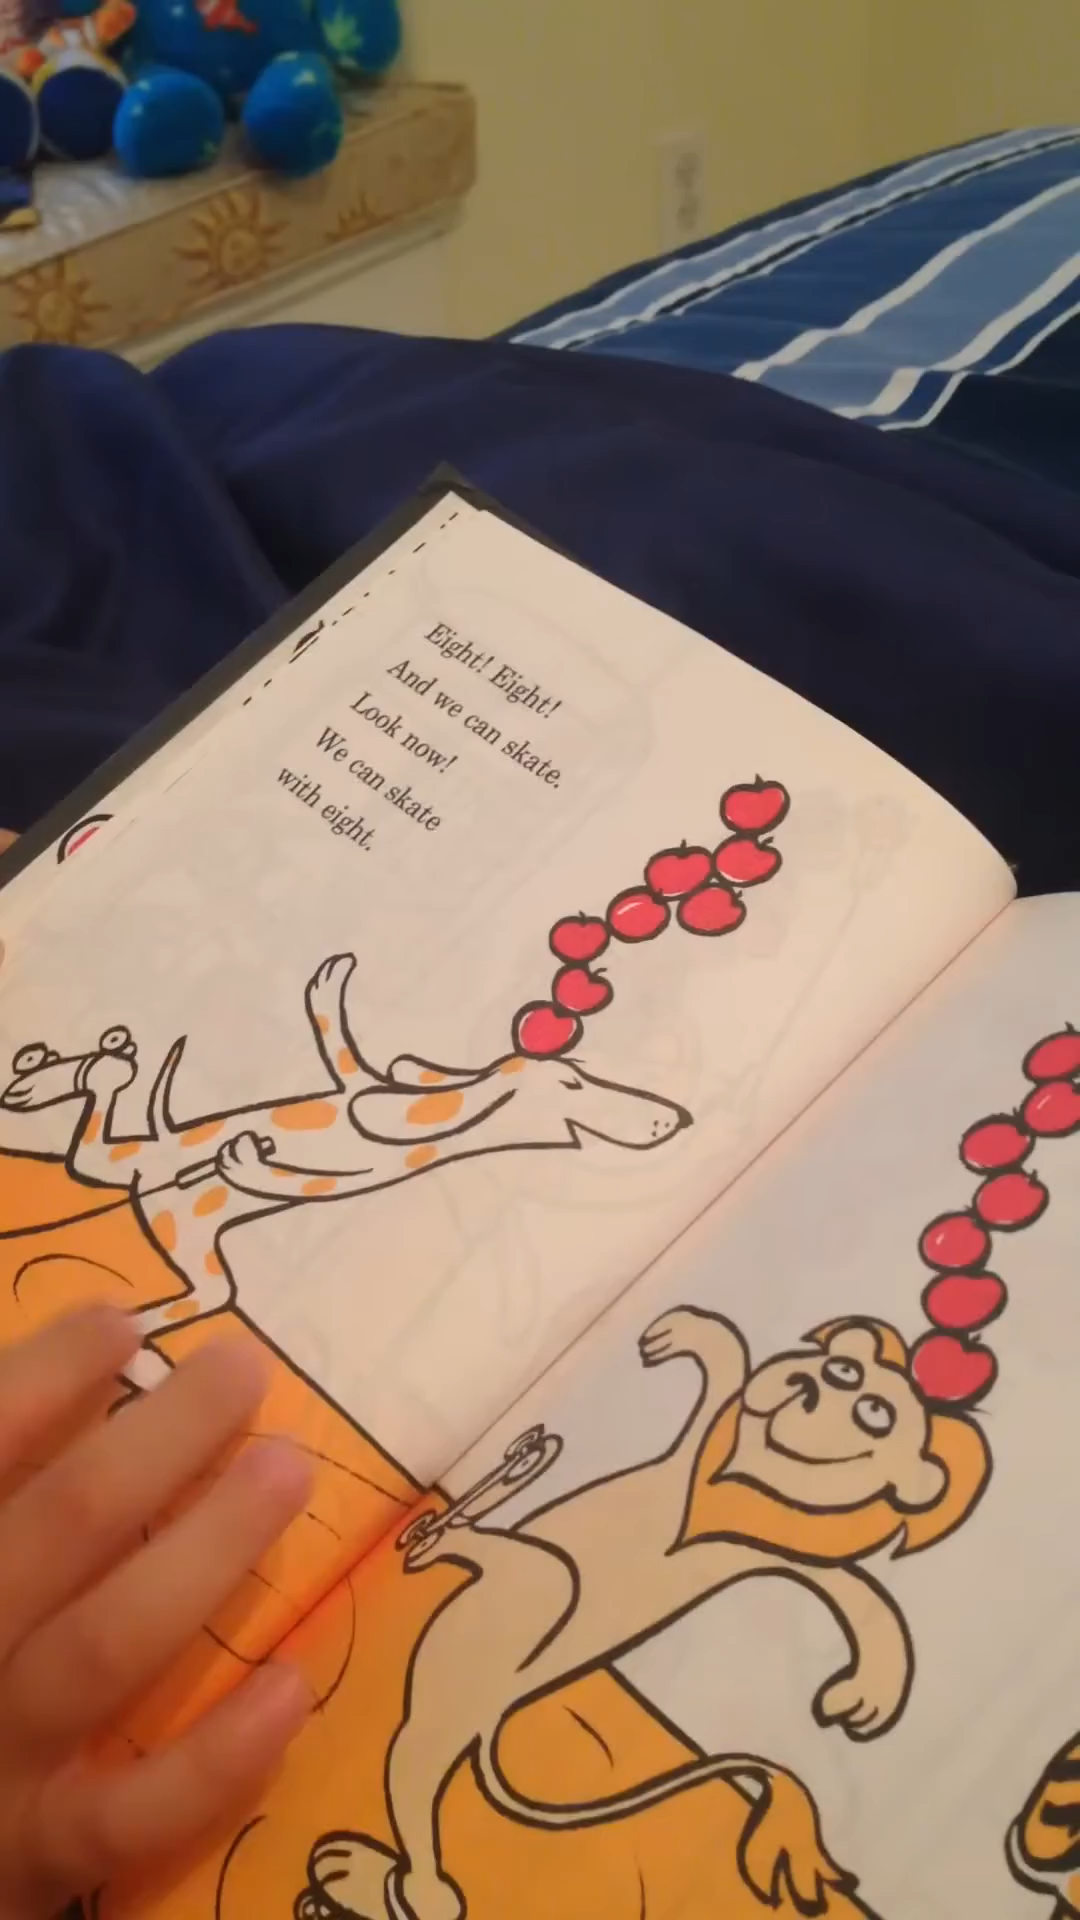 Eight! Eight!
And we can skate.
Look now!
We can skate
with eight.